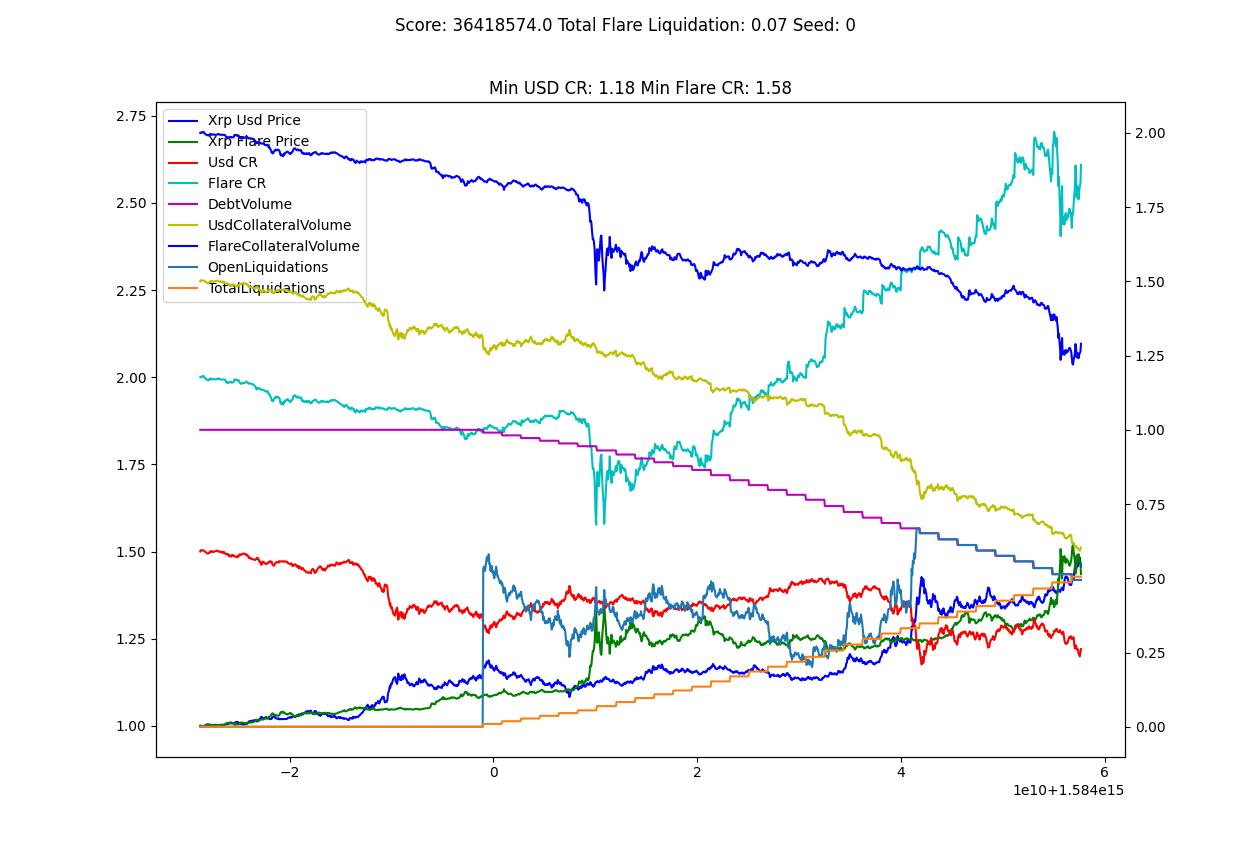 Score: 36418574.0 Total Flare Liquidation: 0.07 Seed: 0
Min USD CR: 1.18 Min Flare CR: 1.58
Xrp Usd Price
Xrp Flare Price
Usd CR
Flare CR
DebtVolume
UsdCollateralVolume
FlareCollateralVolume
OpenLiquidations
TotalLiquidations
2.75
2.50
2.25
2.00
1.75
1.50
1.25
1.00
2.00
1.75
1.50
1.25
1.00
0.75
0.50
0.25
0.00
−2
0
2
4
6
1e10+1.584e15